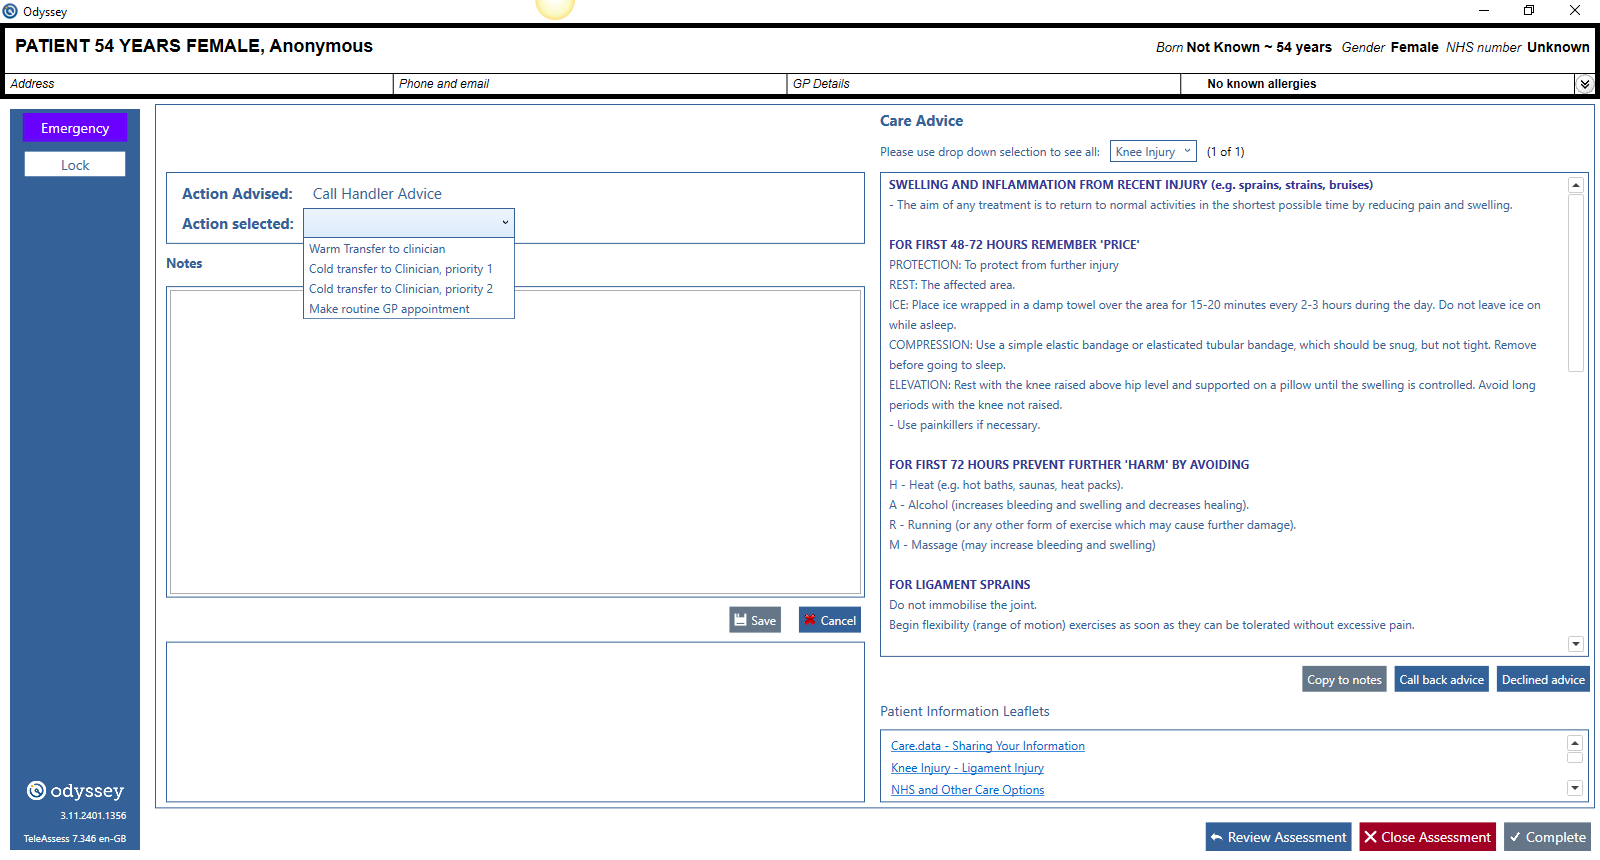 Odyssey
PATIENT 54 YEARS FEMALE, Anonymous
Born Not Known ~ 54 years Gender Female NHS number Unknown
Address
Phone and email
GP Details
No known allergies
Emergency
Lock
Action Advised: Call Handler Advice
Action selected:
Warm Transfer to clinician
Cold transfer to Clinician, priority 1
Cold transfer to Clinician, priority 2
Make routine GP appointment
Notes
Save
Cancel
Care Advice
Please use drop down selection to see all: Knee Injury (1 of 1)
SWELLING AND INFLAMMATION FROM RECENT INJURY (e.g. sprains, strains, bruises)
- The aim of any treatment is to return to normal activities in the shortest possible time by reducing pain and swelling.
FOR FIRST 48-72 HOURS REMEMBER 'PRICE'
PROTECTION: To protect from further injury
REST: The affected area.
ICE: Place ice wrapped in a damp towel over the area for 15-20 minutes every 2-3 hours during the day. Do not leave ice on
while asleep.
COMPRESSION: Use a simple elastic bandage or elasticated tubular bandage, which should be snug, but not tight. Remove
before going to sleep.
ELEVATION: Rest with the knee raised above hip level and supported on a pillow until the swelling is controlled. Avoid long
periods with the knee not raised.
- Use painkillers if necessary.
FOR FIRST 72 HOURS PREVENT FURTHER 'HARM' BY AVOIDING
H - Heat (e.g. hot baths, saunas, heat packs).
A - Alcohol (increases bleeding and swelling and decreases healing).
R - Running (or any other form of exercise which may cause further damage).
M - Massage (may increase bleeding and swelling)
FOR LIGAMENT SPRAINS
Do not immobilise the joint.
Begin flexibility (range of motion) exercises as soon as they can be tolerated without excessive pain.
Copy to notes
Call back advice
Declined advice
Patient Information Leaflets
Care.data - Sharing Your Information
Knee Injury - Ligament Injury
NHS and Other Care Options
odyssey
3.11.2401.1356
TeleAssess 7.346 en-GB
Review Assessment
Close Assessment
Complete